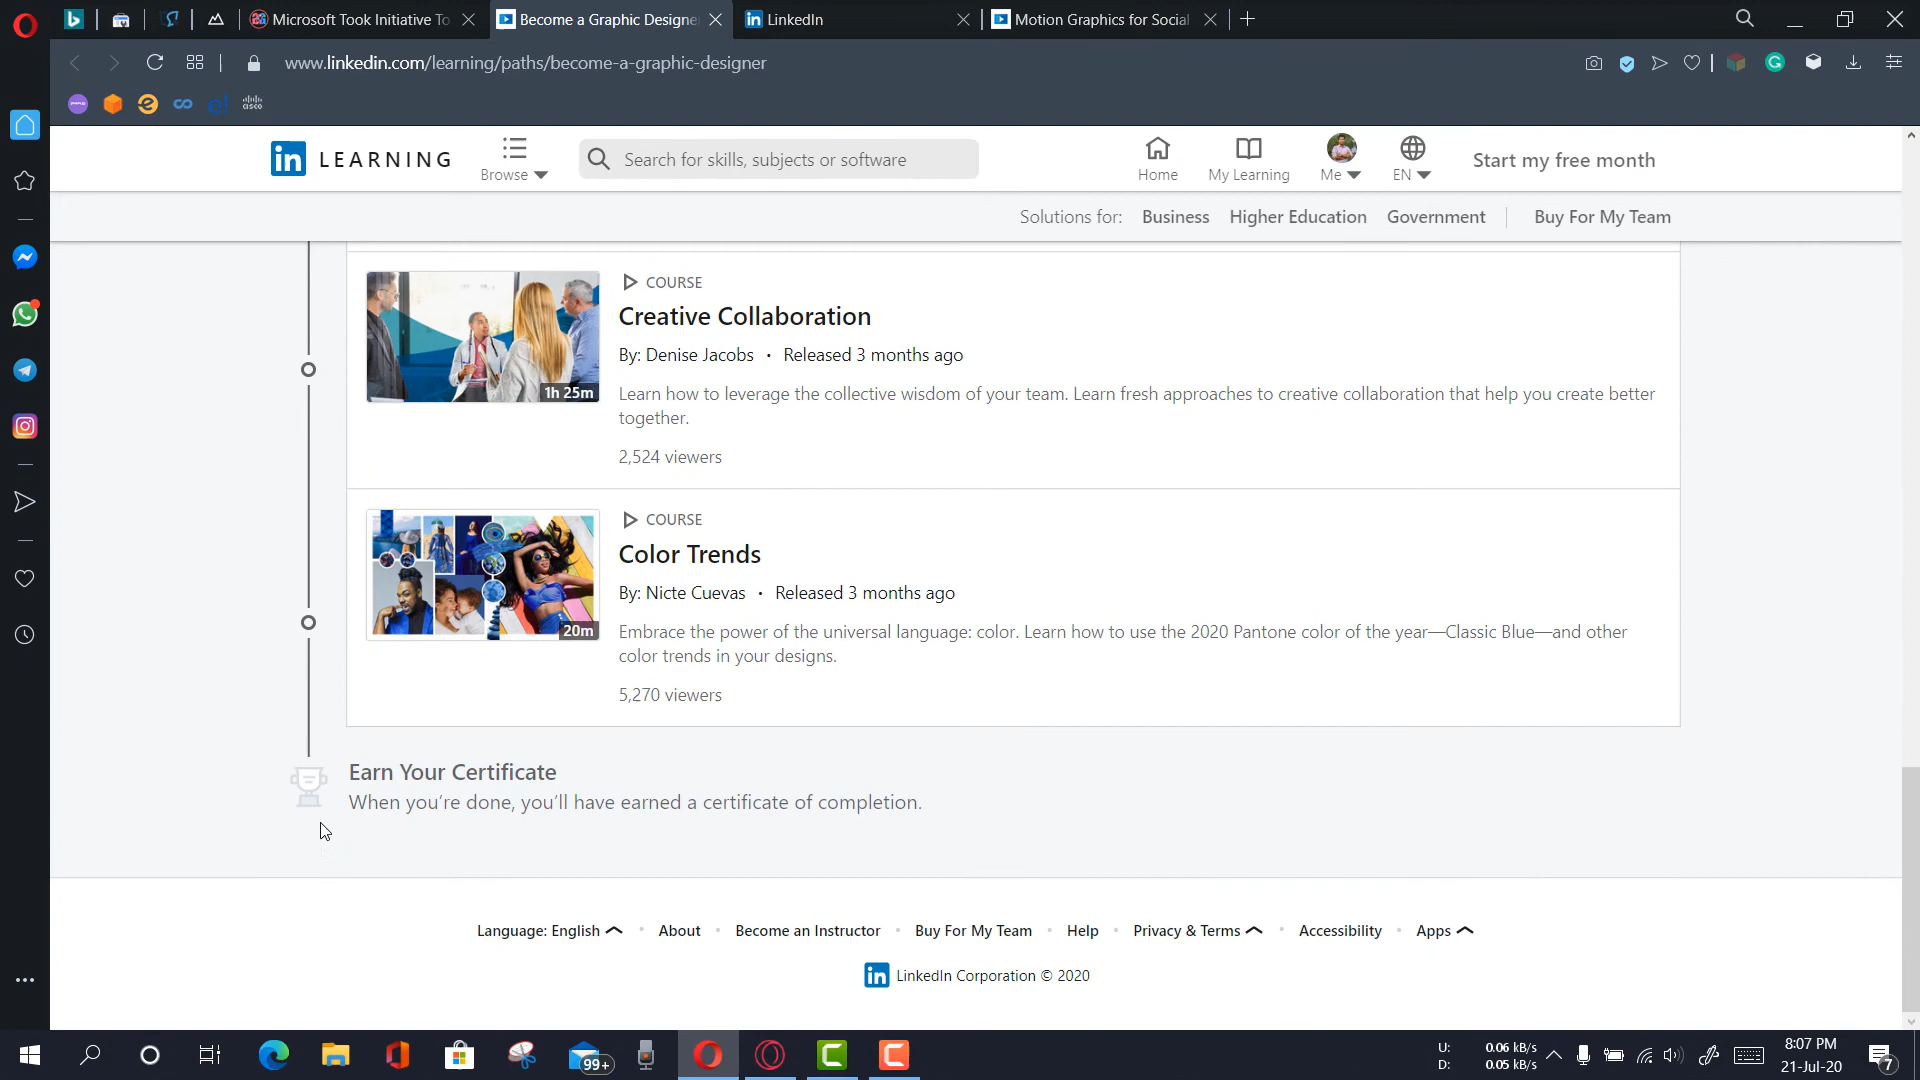 Microsoft Took Initiative To
Become a Graphic Designe
LinkedIn
Motion Graphics for Social
www.linkedin.com/learning/paths/become-a-graphic-designer
in LEARNING
Browse
Search for skills, subjects or software
Home
My Learning
Me
EN
Start my free month
Solutions for:
Business
Higher Education
Government
Buy For My Team
COURSE
Creative Collaboration
By: Denise Jacobs • Released 3 months ago
1h 25m
Learn how to leverage the collective wisdom of your team. Learn fresh approaches to creative collaboration that help you create better
together.
2,524 viewers
COURSE
Color Trends
By: Nicte Cuevas • Released 3 months ago
20m
Embrace the power of the universal language: color. Learn how to use the 2020 Pantone color of the year—Classic Blue—and other
color trends in your designs.
5,270 viewers
Earn Your Certificate
When you’re done, you’ll have earned a certificate of completion.
Language: English • About • Become an Instructor • Buy For My Team • Help • Privacy & Terms • Accessibility • Apps
in LinkedIn Corporation © 2020
99+
U: 0.06 kB/s
D: 0.05 kB/s
8:07 PM
21-Jul-20
7